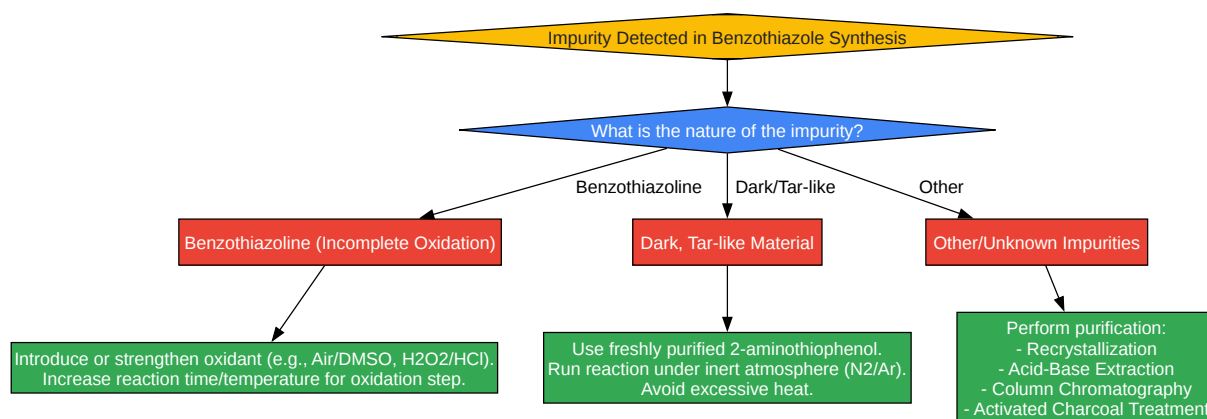 Impurity Detected in Benzothiazole Synthesis
What is the nature of the impurity?
Benzothiazoline
Dark/Tar-like
Other
Benzothiazoline (Incomplete Oxidation)
Dark, Tar-like Material
Other/Unknown Impurities
Introduce or strengthen oxidant (e.g., Air/DMSO, H2O2/HCl).
Increase reaction time/temperature for oxidation step.
Use freshly purified 2-aminothiophenol.
Run reaction under inert atmosphere (N2/Ar).
Avoid excessive heat.
Perform purification:
- Recrystallization
- Acid-Base Extraction
- Column Chromatography
- Activated Charcoal Treatment